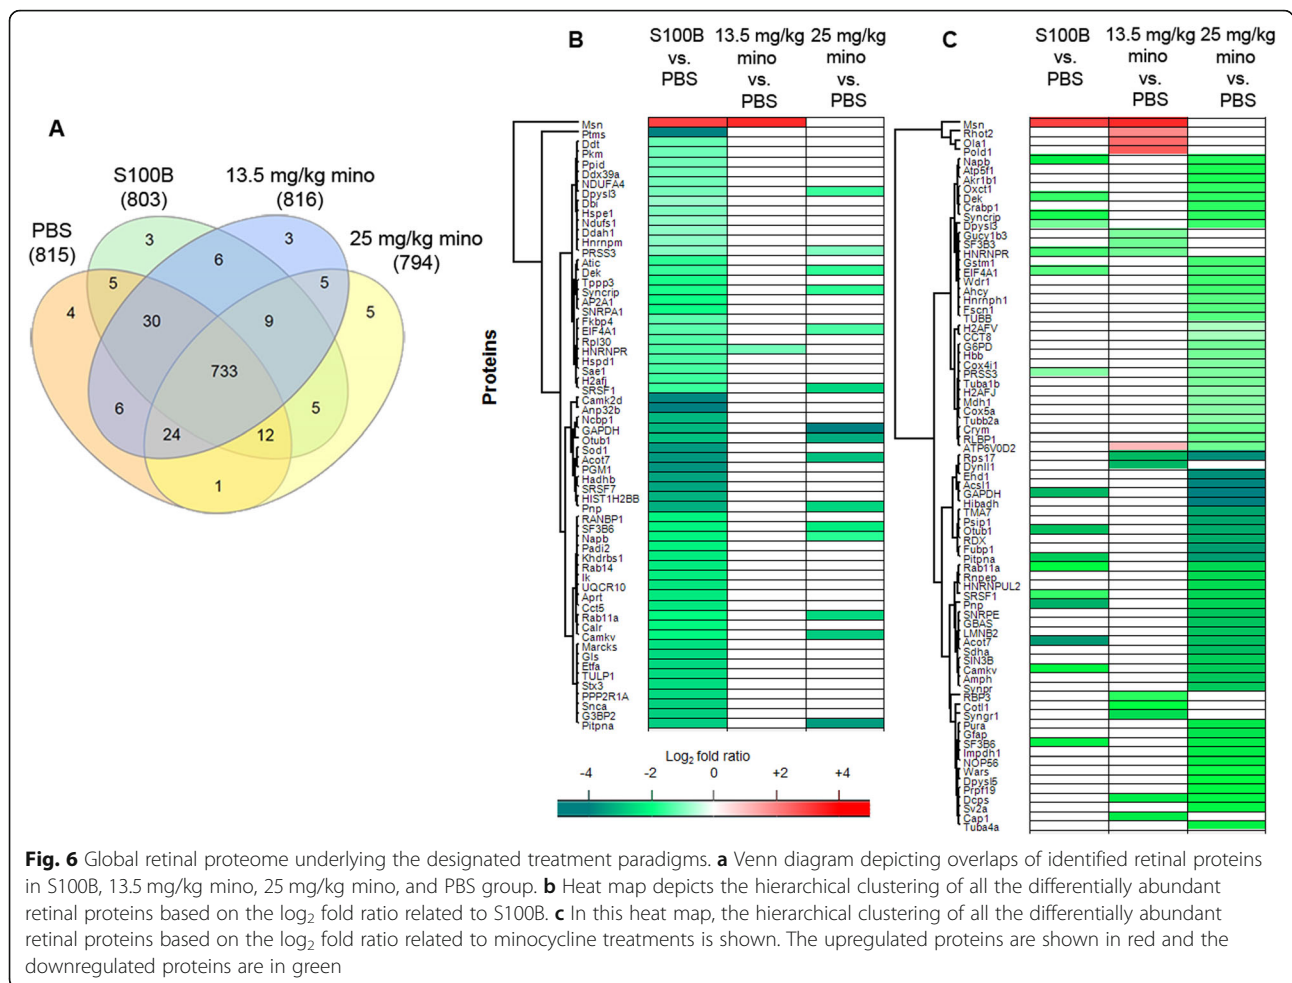 A
S100B
(803)
13.5 mg/kg mino
(816)
PBS
(815)
25 mg/kg mino
(794)
3
3
6
5
5
4
5
30
9
733
6
5
24
12
1
B
S100B
vs.
PBS
13.5 mg/kg
mino
vs.
PBS
25 mg/kg
mino
vs.
PBS
Proteins
Msn
Ptms
Ddt
Pkm
Ppid
Ddx39a
NDUFA4
Dpysl3
Dbi
Hspe1
Ndufs1
Ddah1
Hnrnpm
PRSS3
Atic
Dek
Tppp3
Syncrip
AP2A1
SNRPA1
Fkbp4
EIF4A1
Rpl30
HNRNPR
Hspd1
Sae1
H2afj
SRSF1
Camk2d
Anp32b
Ncbp1
GAPDH
Otub1
Sod1
Acot7
PGM1
Hadhb
SRSF7
HIST1H2BB
Pnp
RANBP1
SF3B6
Napb
Padi2
Khdrbs1
Rab14
Ik
UQCR10
Aprt
Cct5
Rab11a
Calr
Camkv
Marcks
Gls
Etfa
TULP1
Stx3
PPP2R1A
Snca
G3BP2
Pitpna
Log2 fold ratio
-4 -2 0 +2 +4
C
S100B
vs.
PBS
13.5 mg/kg
mino
vs.
PBS
25 mg/kg
mino
vs.
PBS
Msn
Rhot2
Ola1
Pold1
Napb
Atp5f1
Akr1b1
Oxct1
Dek
Crabp1
Syncrip
Dpysl3
Gucy1b3
SF3B3
HNRNPR
Gstm1
EIF4A1
Wdr1
Ahcy
Hnrnph1
Fscn1
TUBB
H2AFV
CCT8
G6PD
Hbb
Cox4i1
PRSS3
Tuba1b
H2AFJ
Mdh1
Cox5a
Tubb2a
Crym
RLBP1
ATP6V0D2
Rps17
Dynll1
Ehd1
Acsl1
GAPDH
Hibadh
TMA7
Psip1
Otub1
RDX
Fubp1
Pitpna
Rab11a
Rnpep
HNRNPUL2
SRSF1
Pnp
SNRPE
GBAS
LMNB2
Acot7
Sdha
SIN3B
Camkv
Amph
Synpr
RBP3
Cotl1
Syngr1
Pura
Gfap
SF3B6
Impdh1
NOP56
Wars
Dpysl5
Prpf19
Dcps
Sv2a
Cap1
Tuba4a
Fig. 6 Global retinal proteome underlying the designated treatment paradigms. a Venn diagram depicting overlaps of identified retinal proteins
in S100B, 13.5 mg/kg mino, 25 mg/kg mino, and PBS group. b Heat map depicts the hierarchical clustering of all the differentially abundant
retinal proteins based on the log2 fold ratio related to S100B. c In this heat map, the hierarchical clustering of all the differentially abundant
retinal proteins based on the log2 fold ratio related to minocycline treatments is shown. The upregulated proteins are shown in red and the
downregulated proteins are in green